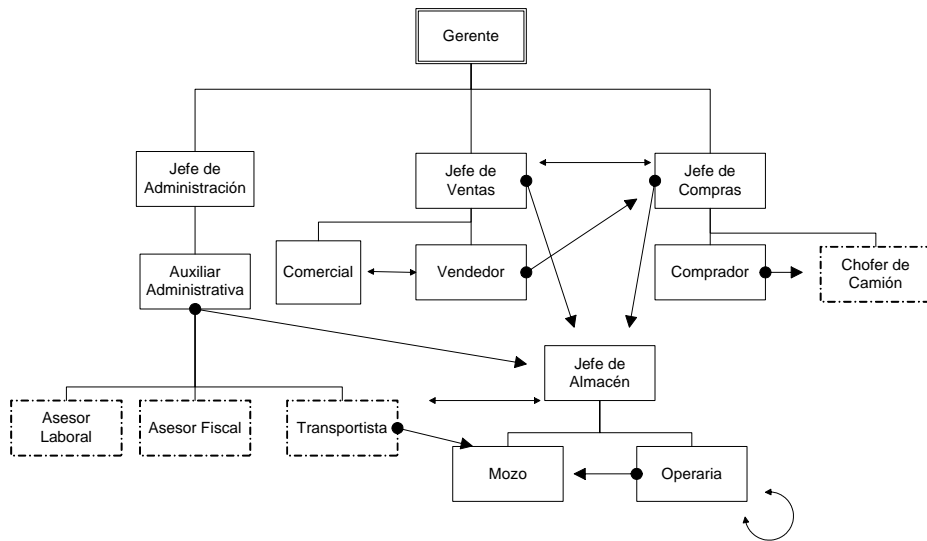 Gerente
Jefe de
Administración
Jefe de
Ventas
Jefe de
Compras
Auxiliar
Administrativa
Comercial
Vendedor
Comprador
Chofer de
Camión
Jefe de
Almacén
Asesor
Laboral
Asesor Fiscal
Transportista
Mozo
Operaria